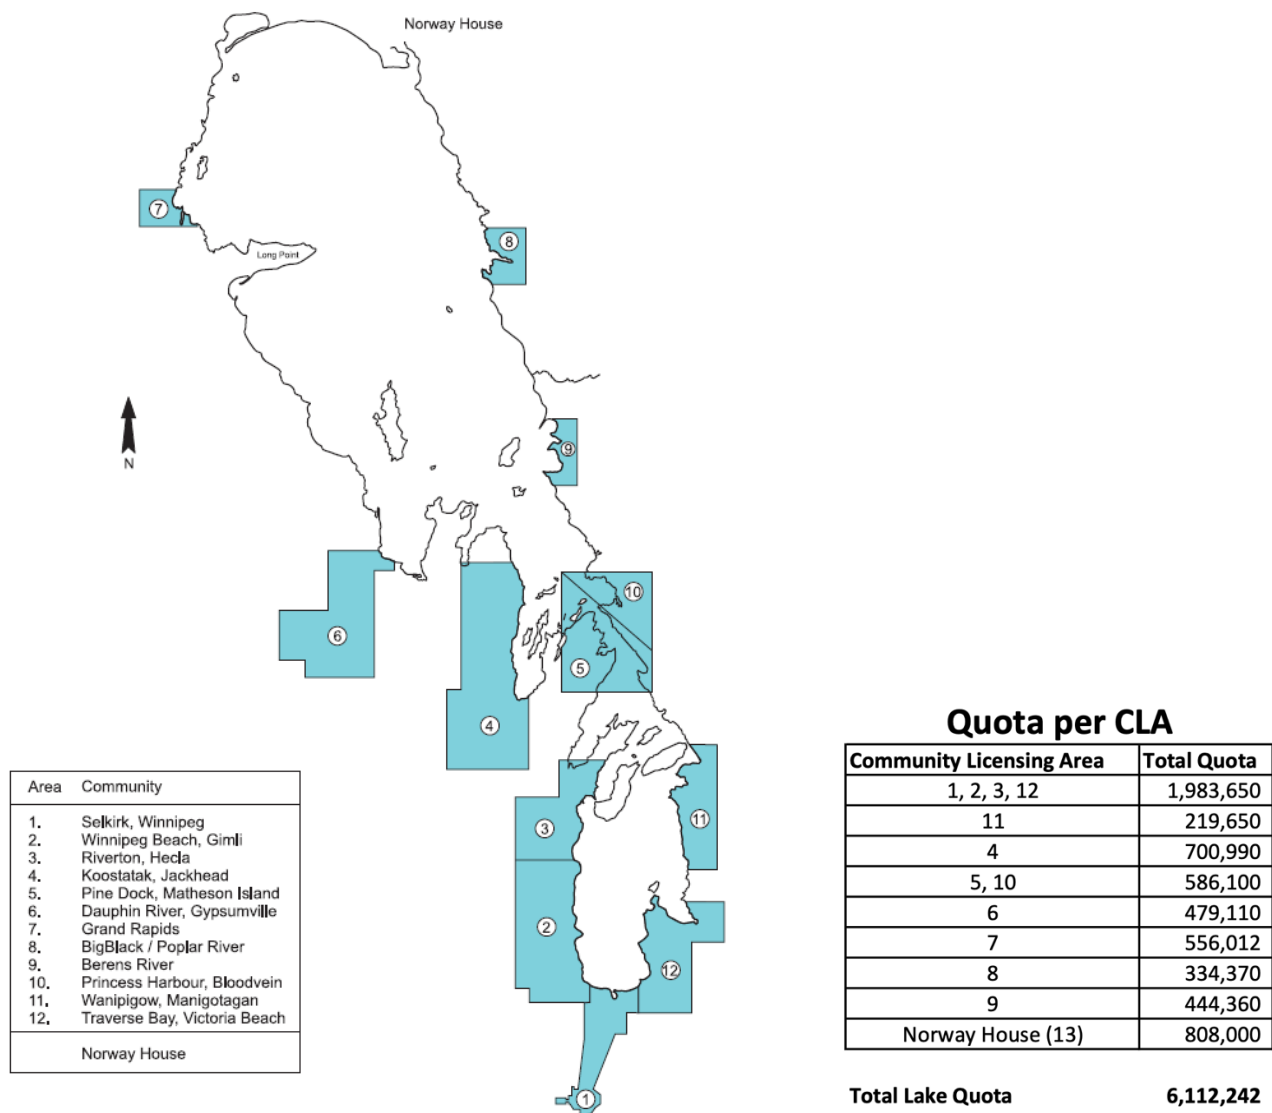 Norway House
7
8
Long Point
N
9
10
6
5
4
11
3
2
12
1
Area Community
1. Selkirk, Winnipeg
2. Winnipeg Beach, Gimli
3. Riverton, Hecla
4. Koostatak, Jackhead
5. Pine Dock, Matheson Island
6. Dauphin River, Gypsumville
7. Grand Rapids
8. BigBlack / Poplar River
9. Berens River
10. Princess Harbour, Bloodvein
11. Wanipigow, Manigotagan
12. Traverse Bay, Victoria Beach
Norway House
Quota per CLA
Community Licensing Area Total Quota
1, 2, 3, 12 1,983,650
11 219,650
4 700,990
5, 10 586,100
6 479,110
7 556,012
8 334,370
9 444,360
Norway House (13) 808,000
Total Lake Quota 6,112,242